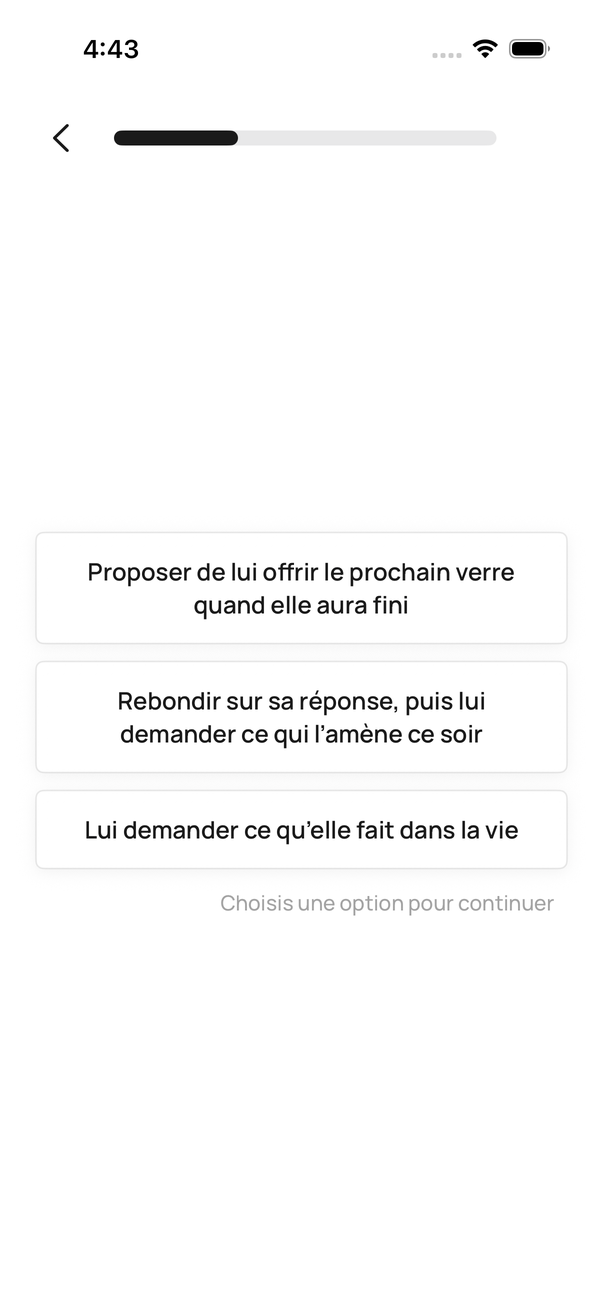 4:43
Proposer de lui offrir le prochain verre
quand elle aura fini
Rebondir sur sa réponse, puis lui
demander ce qui l’amène ce soir
Lui demander ce qu’elle fait dans la vie
Choisis une option pour continuer